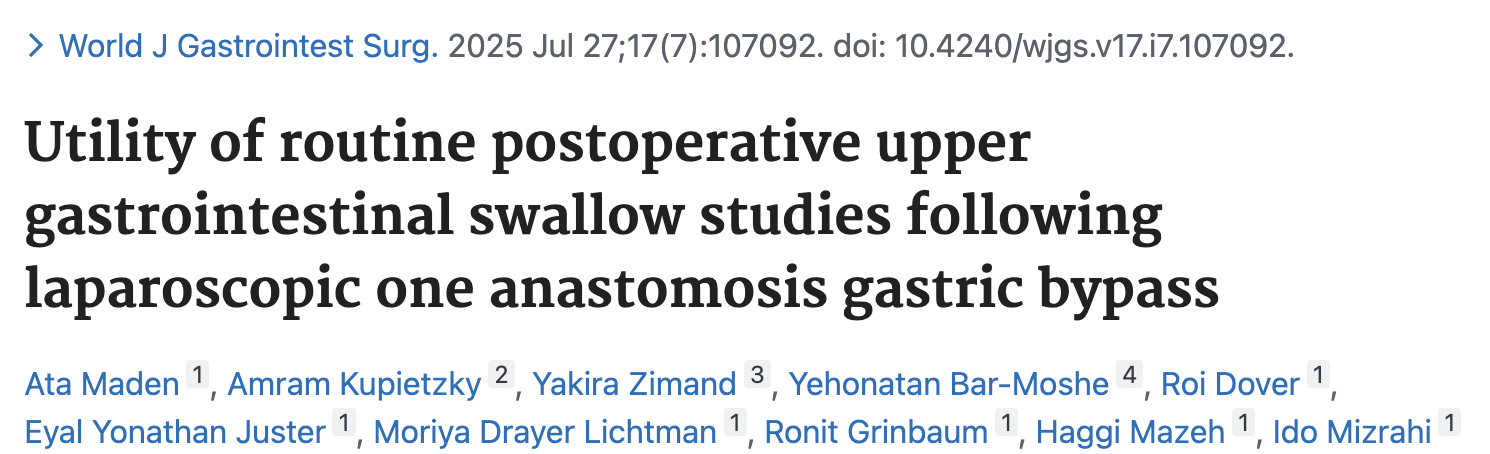 > World J Gastrointest Surg. 2025 Jul 27;17(7):107092. doi: 10.4240/wjgs.v17.i7.107092.
Utility of routine postoperative upper
gastrointestinal swallow studies following
laparoscopic one anastomosis gastric bypass
Ata Maden 1, Amram Kupietzky 2, Yakira Zimand 3, Yehonatan Bar-Moshe 4, Roi Dover 1,
Eyal Yonathan Juster 1, Moriya Drayer Lichtman 1, Ronit Grinbaum 1, Haggi Mazeh 1, Ido Mizrahi 1